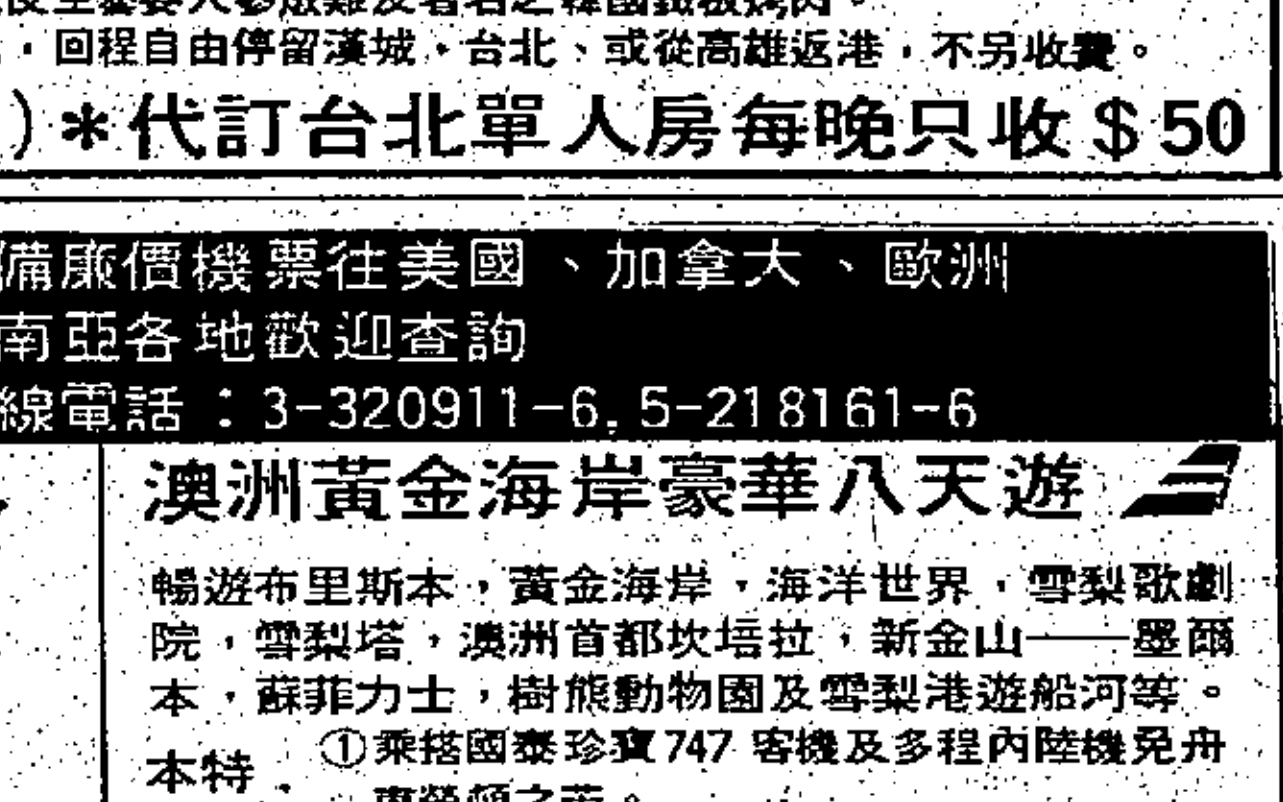 ，回程自由停留漢城、台北、或從高雄返港，不另收費。
)＊代訂台北單人房每晚只收＄50
備廉價機票往美國、加拿大、歐洲
南亞各地歡迎查詢
線電話：3-320911-6, 5-218161-6
澳洲黃金海岸豪華八天遊
暢遊布里斯本，黃金海岸，海洋世界，雪梨歌劇
院，雪梨塔，澳洲首都坎培拉，新金山——墨爾
本，蘇菲力士，樹熊動物園及雪梨港遊船河等。
本特
①乘搭國泰珍寶747 客機及多程內陸機免舟
車勞頓之苦。